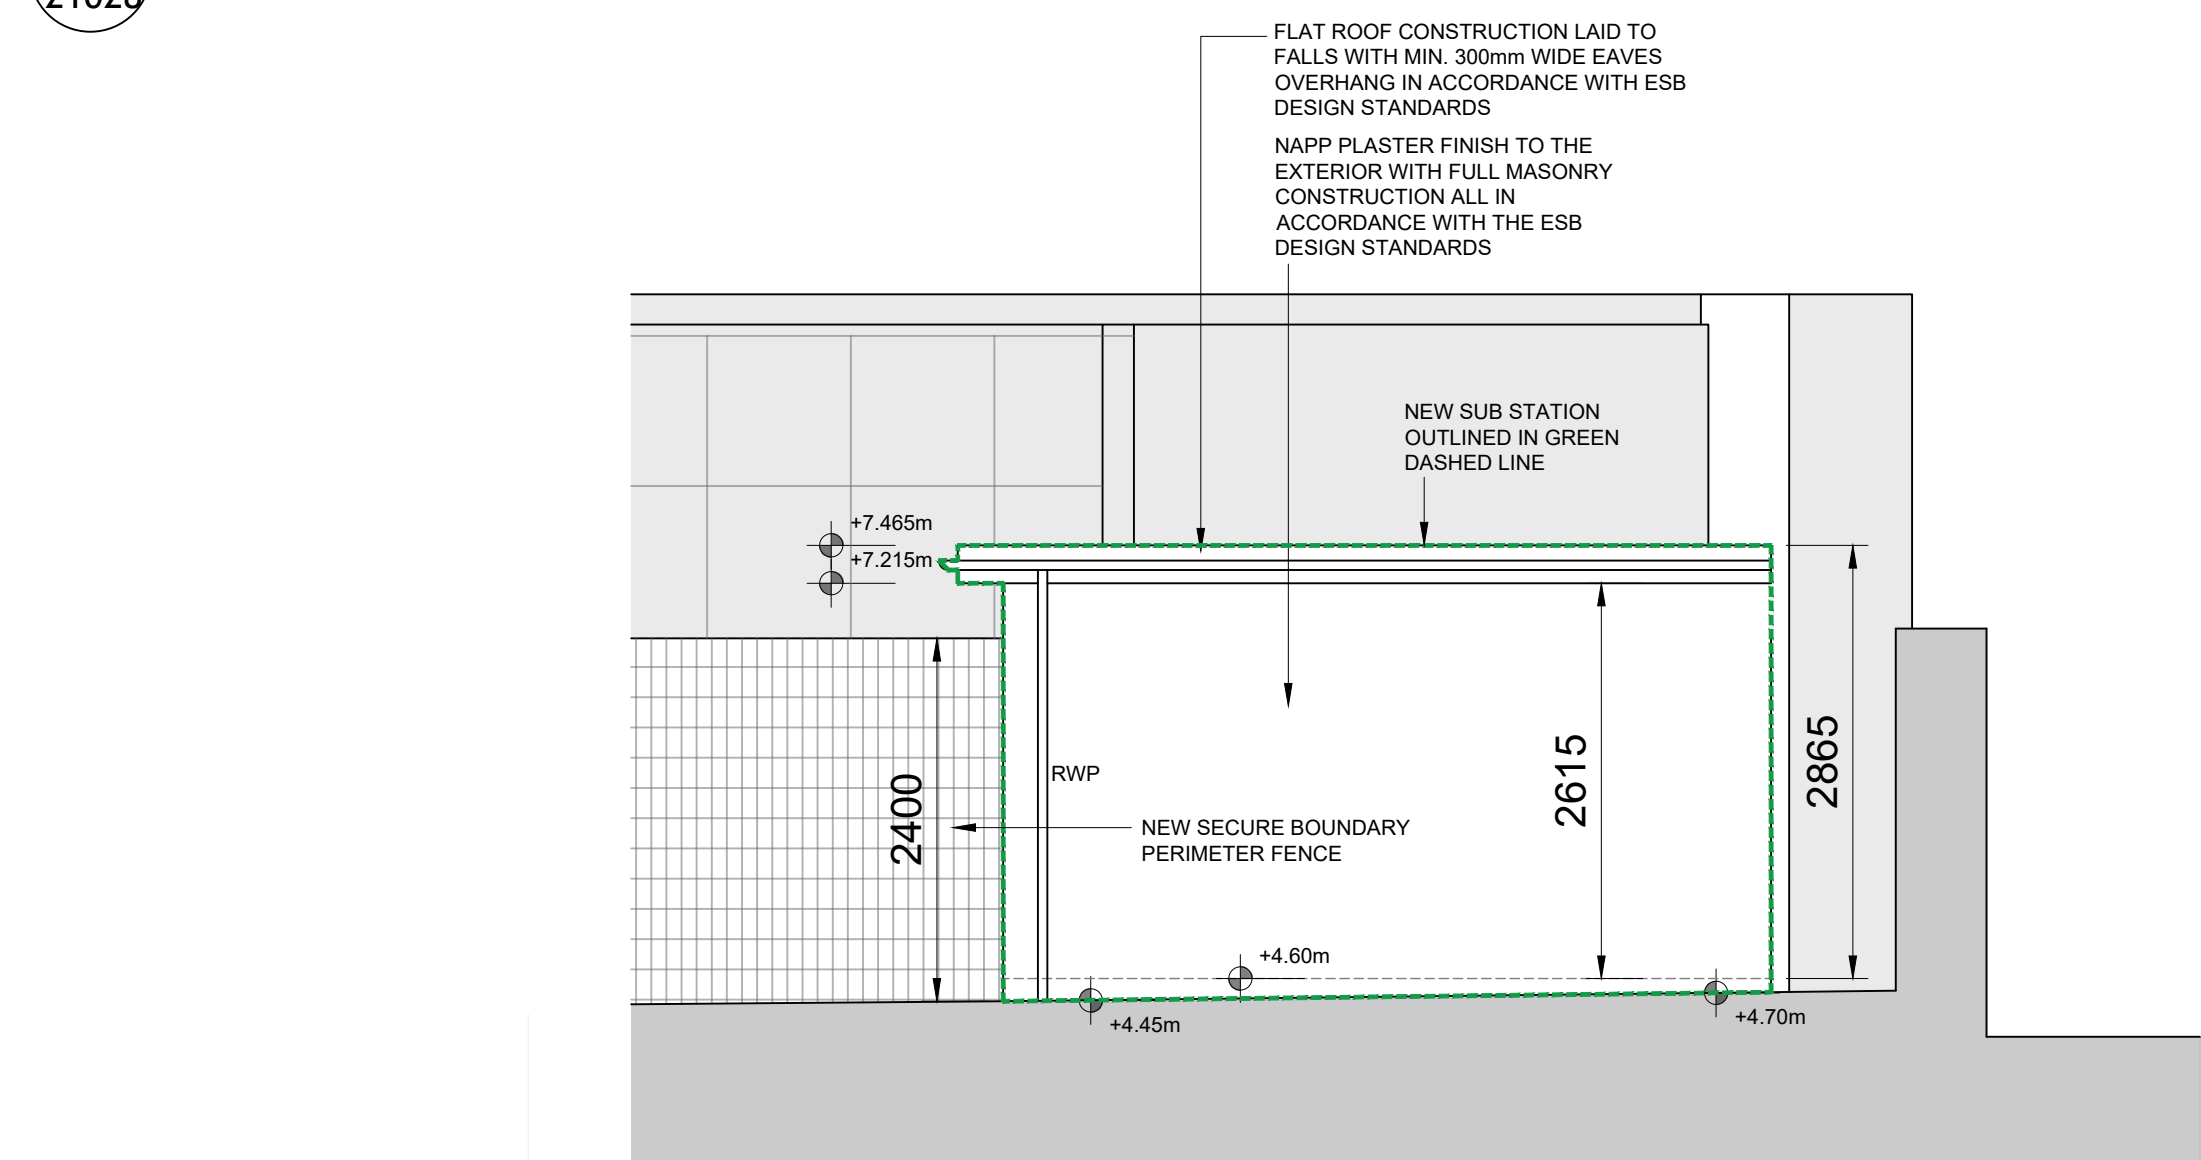 FLAT ROOF CONSTRUCTION LAID TO
FALLS WITH MIN. 300mm WIDE EAVES
OVERHANG IN ACCORDANCE WITH ESB
DESIGN STANDARDS
NAPP PLASTER FINISH TO THE
EXTERIOR WITH FULL MASONRY
CONSTRUCTION ALL IN
ACCORDANCE WITH THE ESB
DESIGN STANDARDS
NEW SUB STATION
OUTLINED IN GREEN
DASHED LINE
+7.465m
+7.215m
2400
RWP
2615
2865
NEW SECURE BOUNDARY
PERIMETER FENCE
+4.60m
+4.45m
+4.70m